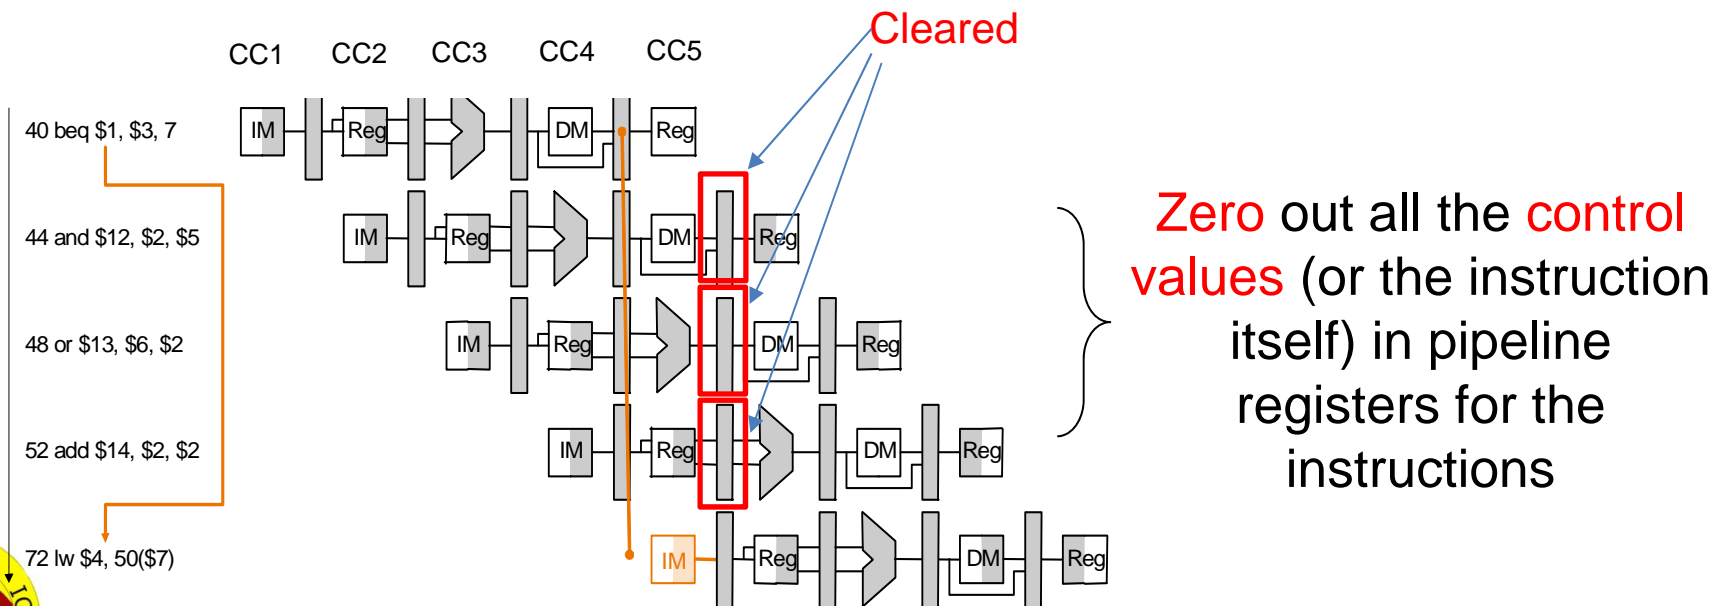 Cleared
CC1 CC2 CC3 CC4 CC5
40 beq $1, $3, 7
IM Reg DM Reg
44 and $12, $2, $5
IM Reg DM Reg
48 or $13, $6, $2
IM Reg DM Reg
52 add $14, $2, $2
IM Reg DM Reg
72 lw $4, 50($7)
IM Reg DM Reg
Zero out all the control
values (or the instruction
itself) in pipeline
registers for the
instructions